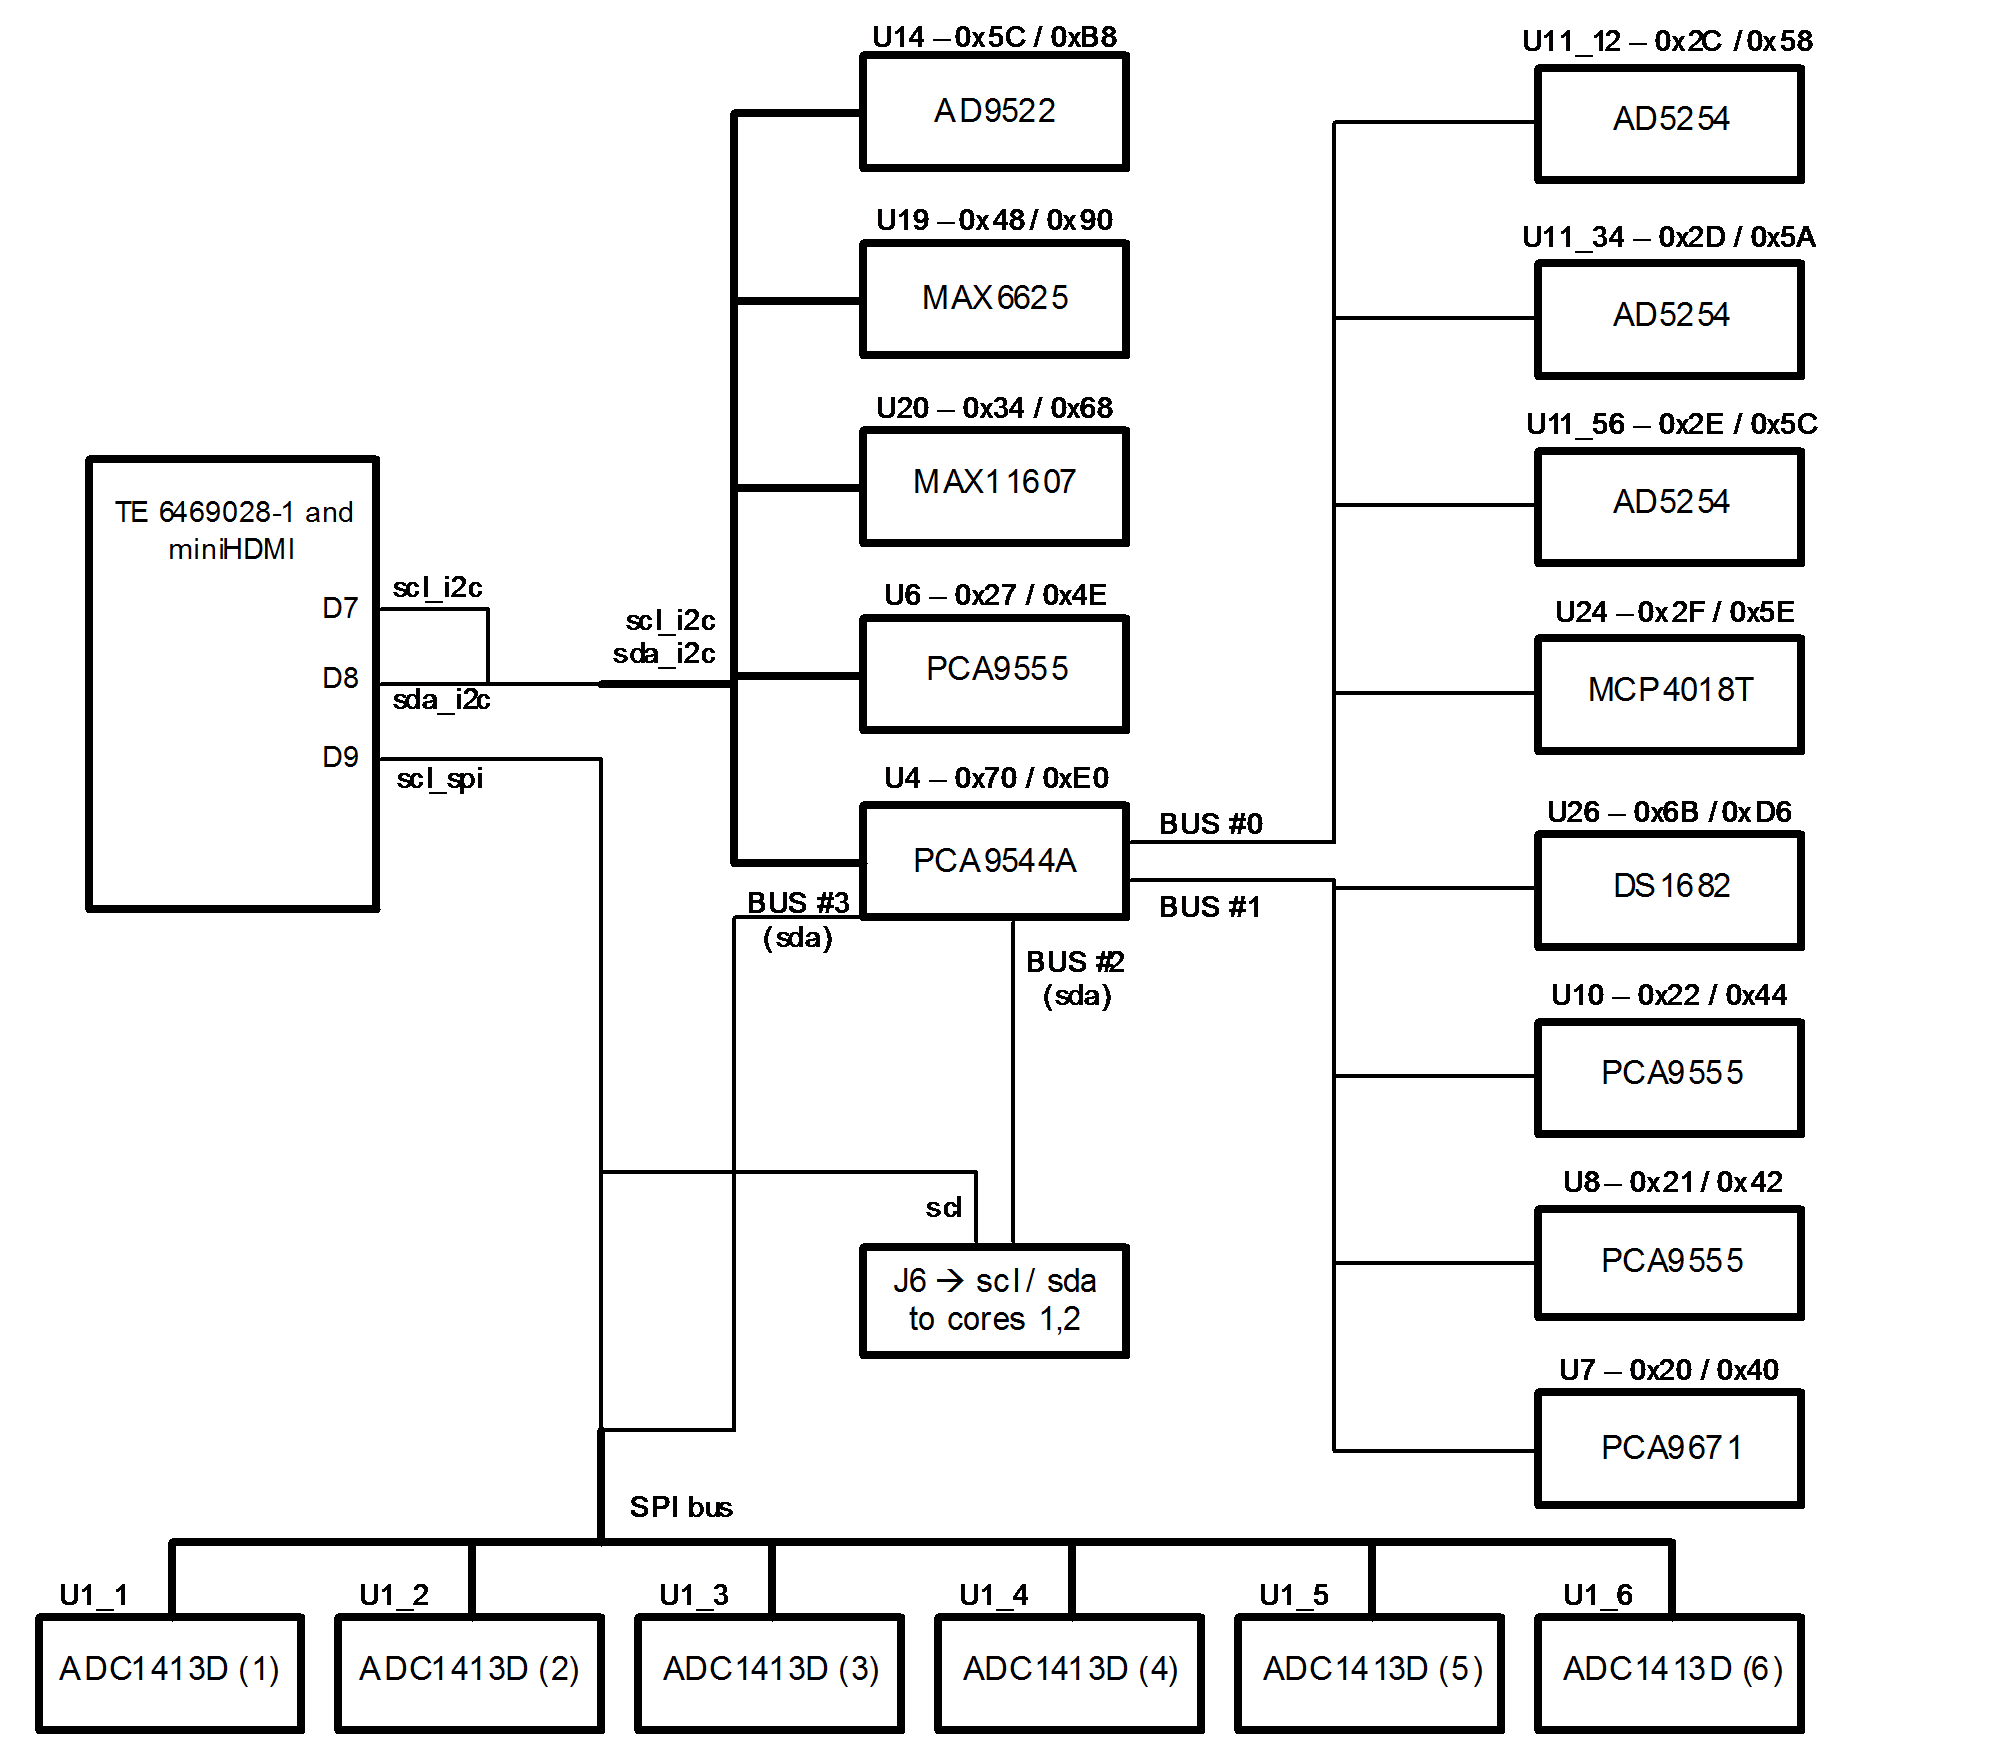 U14 – 0x5C / 0xB8
AD9522
U19 – 0x48 / 0x90
MAX6625
U20 – 0x34 / 0x68
MAX11607
U6 – 0x27 / 0x4E
PCA9555
U4 – 0x70 / 0xE0
PCA9544A
TE 6469028-1 and
miniHDMI
D7
D8
D9
scl_i2c
sda_i2c
scl_spi
scl_i2c
sda_i2c
BUS #0
BUS #1
BUS #3
(sda)
BUS #2
(sda)
scl
J6 → scl / sda
to cores 1,2
U11_12 – 0x2C / 0x58
AD5254
U11_34 – 0x2D / 0x5A
AD5254
U11_56 – 0x2E / 0x5C
AD5254
U24 – 0x2F / 0x5E
MCP4018T
U26 – 0x6B / 0xD6
DS1682
U10 – 0x22 / 0x44
PCA9555
U8 – 0x21 / 0x42
PCA9555
U7 – 0x20 / 0x40
PCA9671
SPI bus
U1_1
ADC1413D (1)
U1_2
ADC1413D (2)
U1_3
ADC1413D (3)
U1_4
ADC1413D (4)
U1_5
ADC1413D (5)
U1_6
ADC1413D (6)